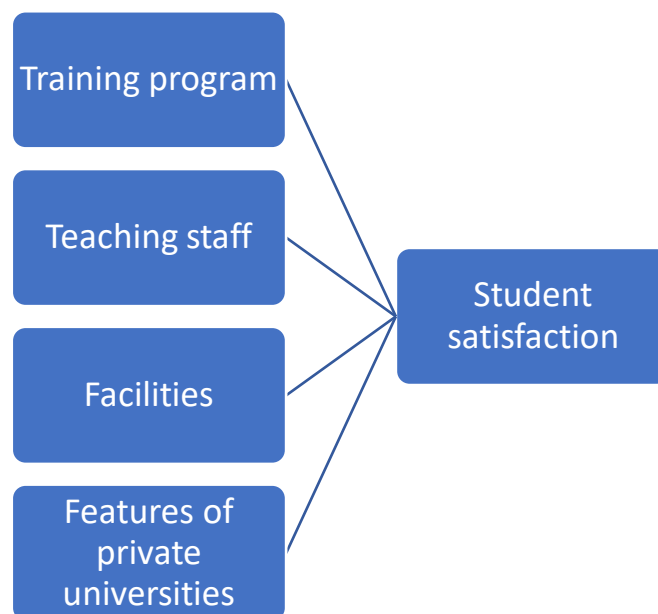 Training program
Teaching staff
Facilities
Features of
private
universities
Student
satisfaction